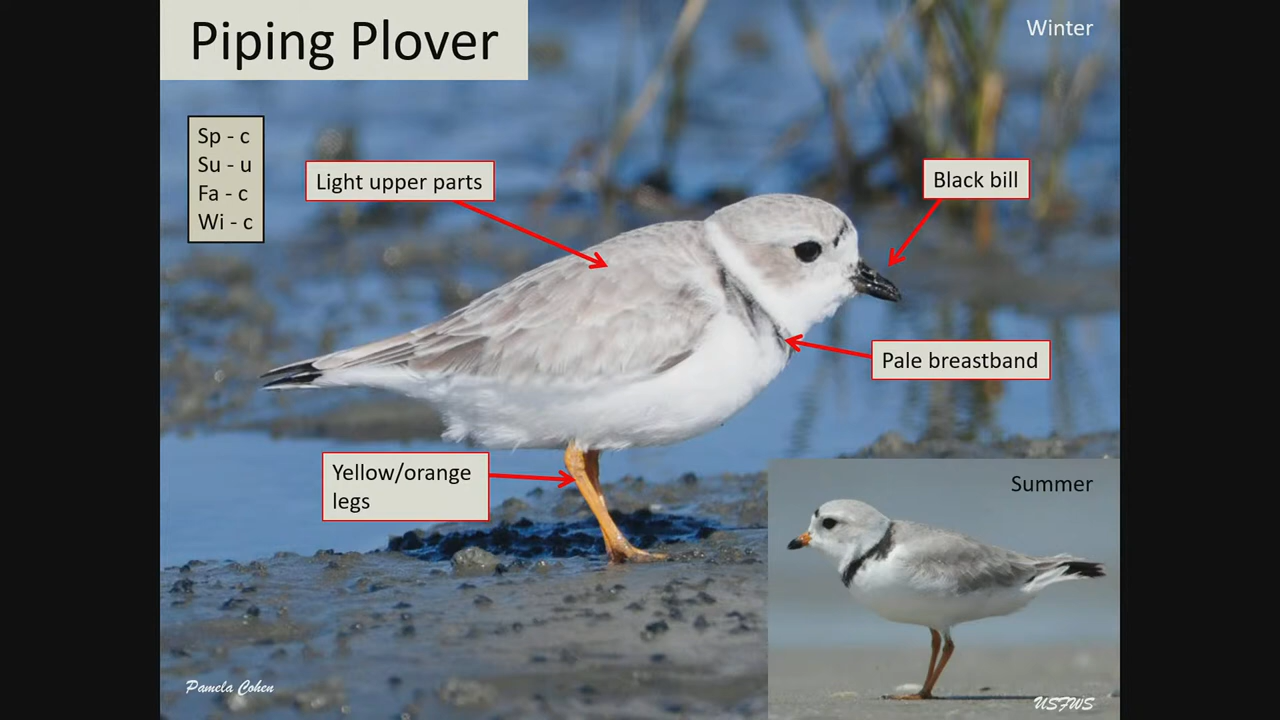 Piping Plover
Winter
Sp - c
Su - u
Fa - c
Wi - c
Light upper parts
Black bill
Pale breastband
Yellow/orange
legs
Summer
Pamela Cohen
USFWS